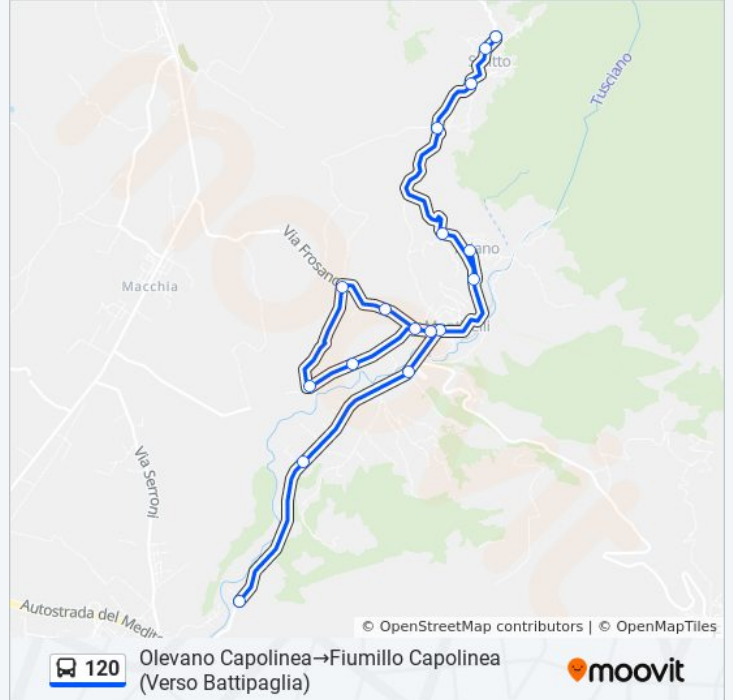 Tusciano
Via Frosano
Macchia
Via Serroni
Autostrada del Medite
© OpenStreetMap contributors | © OpenMapTiles
120
Olevano Capolinea→Fiumillo Capolinea
(Verso Battipaglia)
moovit